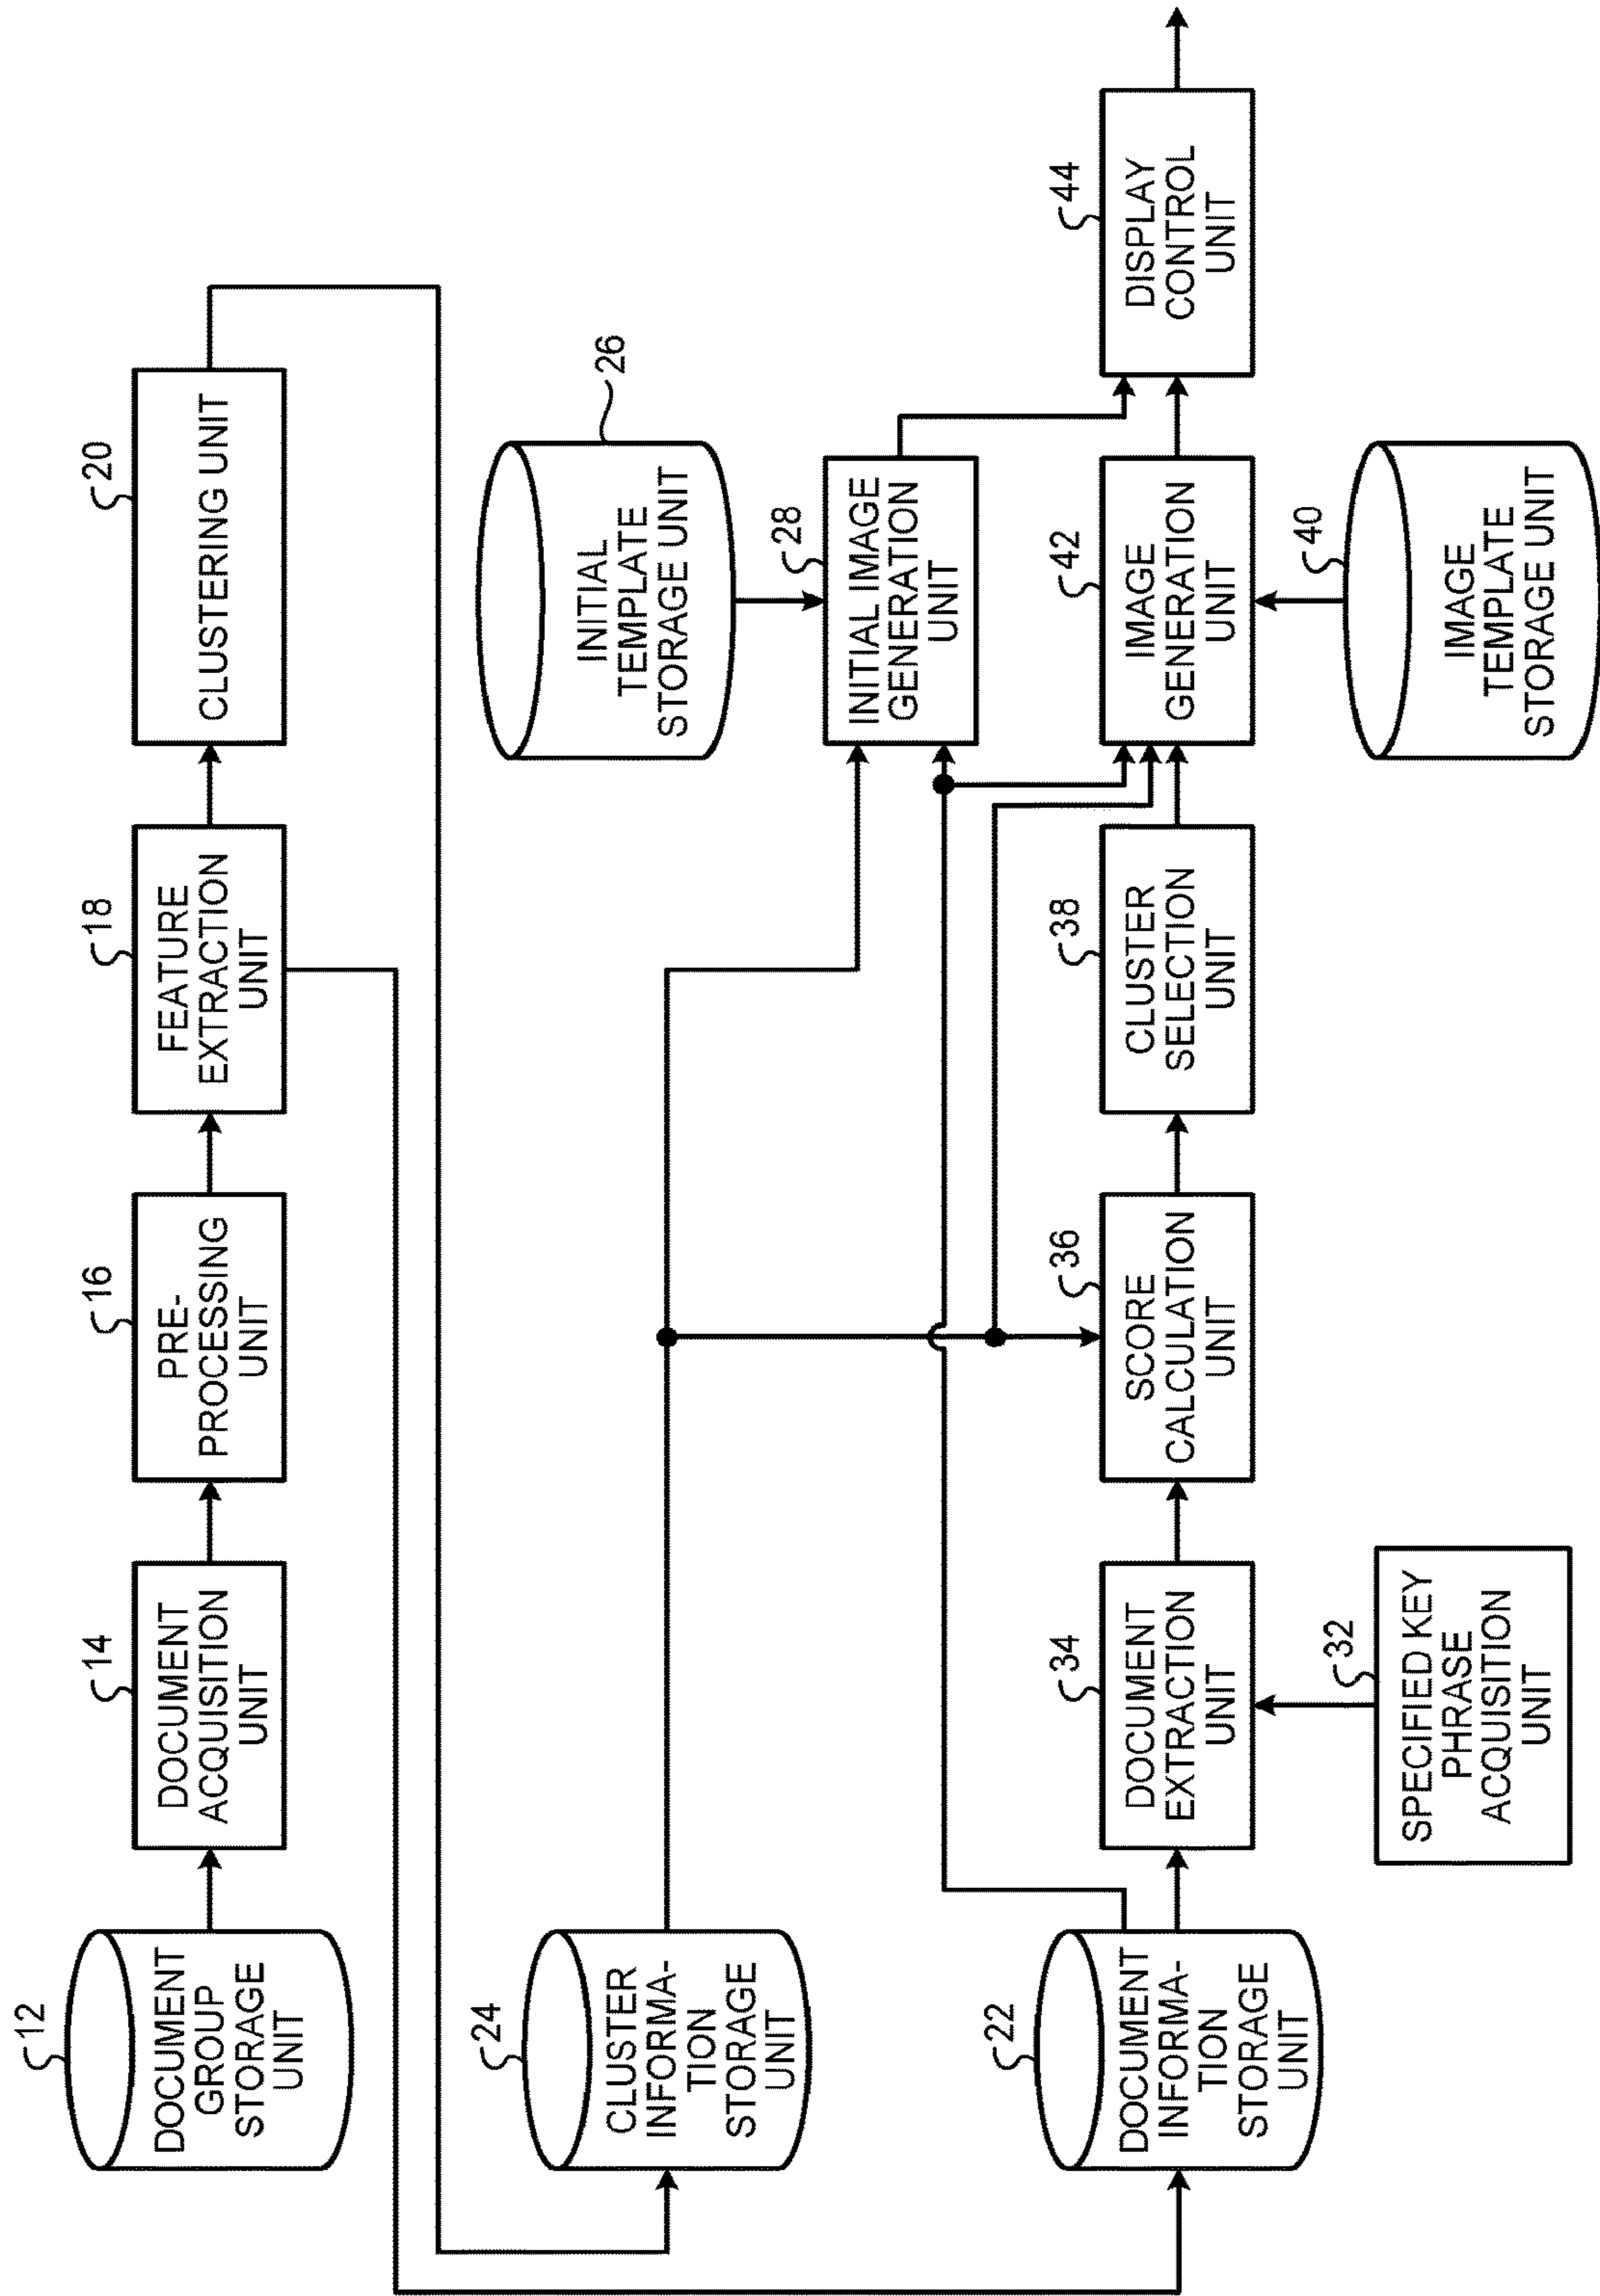 12
DOCUMENT
GROUP
STORAGE
UNIT
14
DOCUMENT
ACQUISITION
UNIT
16
PRE-
PROCESSING
UNIT
18
FEATURE
EXTRACTION
UNIT
20
CLUSTERING UNIT
24
CLUSTER
INFORMA-
TION
STORAGE
UNIT
26
INITIAL
TEMPLATE
STORAGE UNIT
28
INITIAL IMAGE
GENERATION
UNIT
22
DOCUMENT
INFORMA-
TION
STORAGE
UNIT
34
DOCUMENT
EXTRACTION
UNIT
36
SCORE
CALCULATION
UNIT
38
CLUSTER
SELECTION
UNIT
42
IMAGE
GENERATION
UNIT
44
DISPLAY
CONTROL
UNIT
32
SPECIFIED KEY
PHRASE
ACQUISITION
UNIT
40
IMAGE
TEMPLATE
STORAGE UNIT